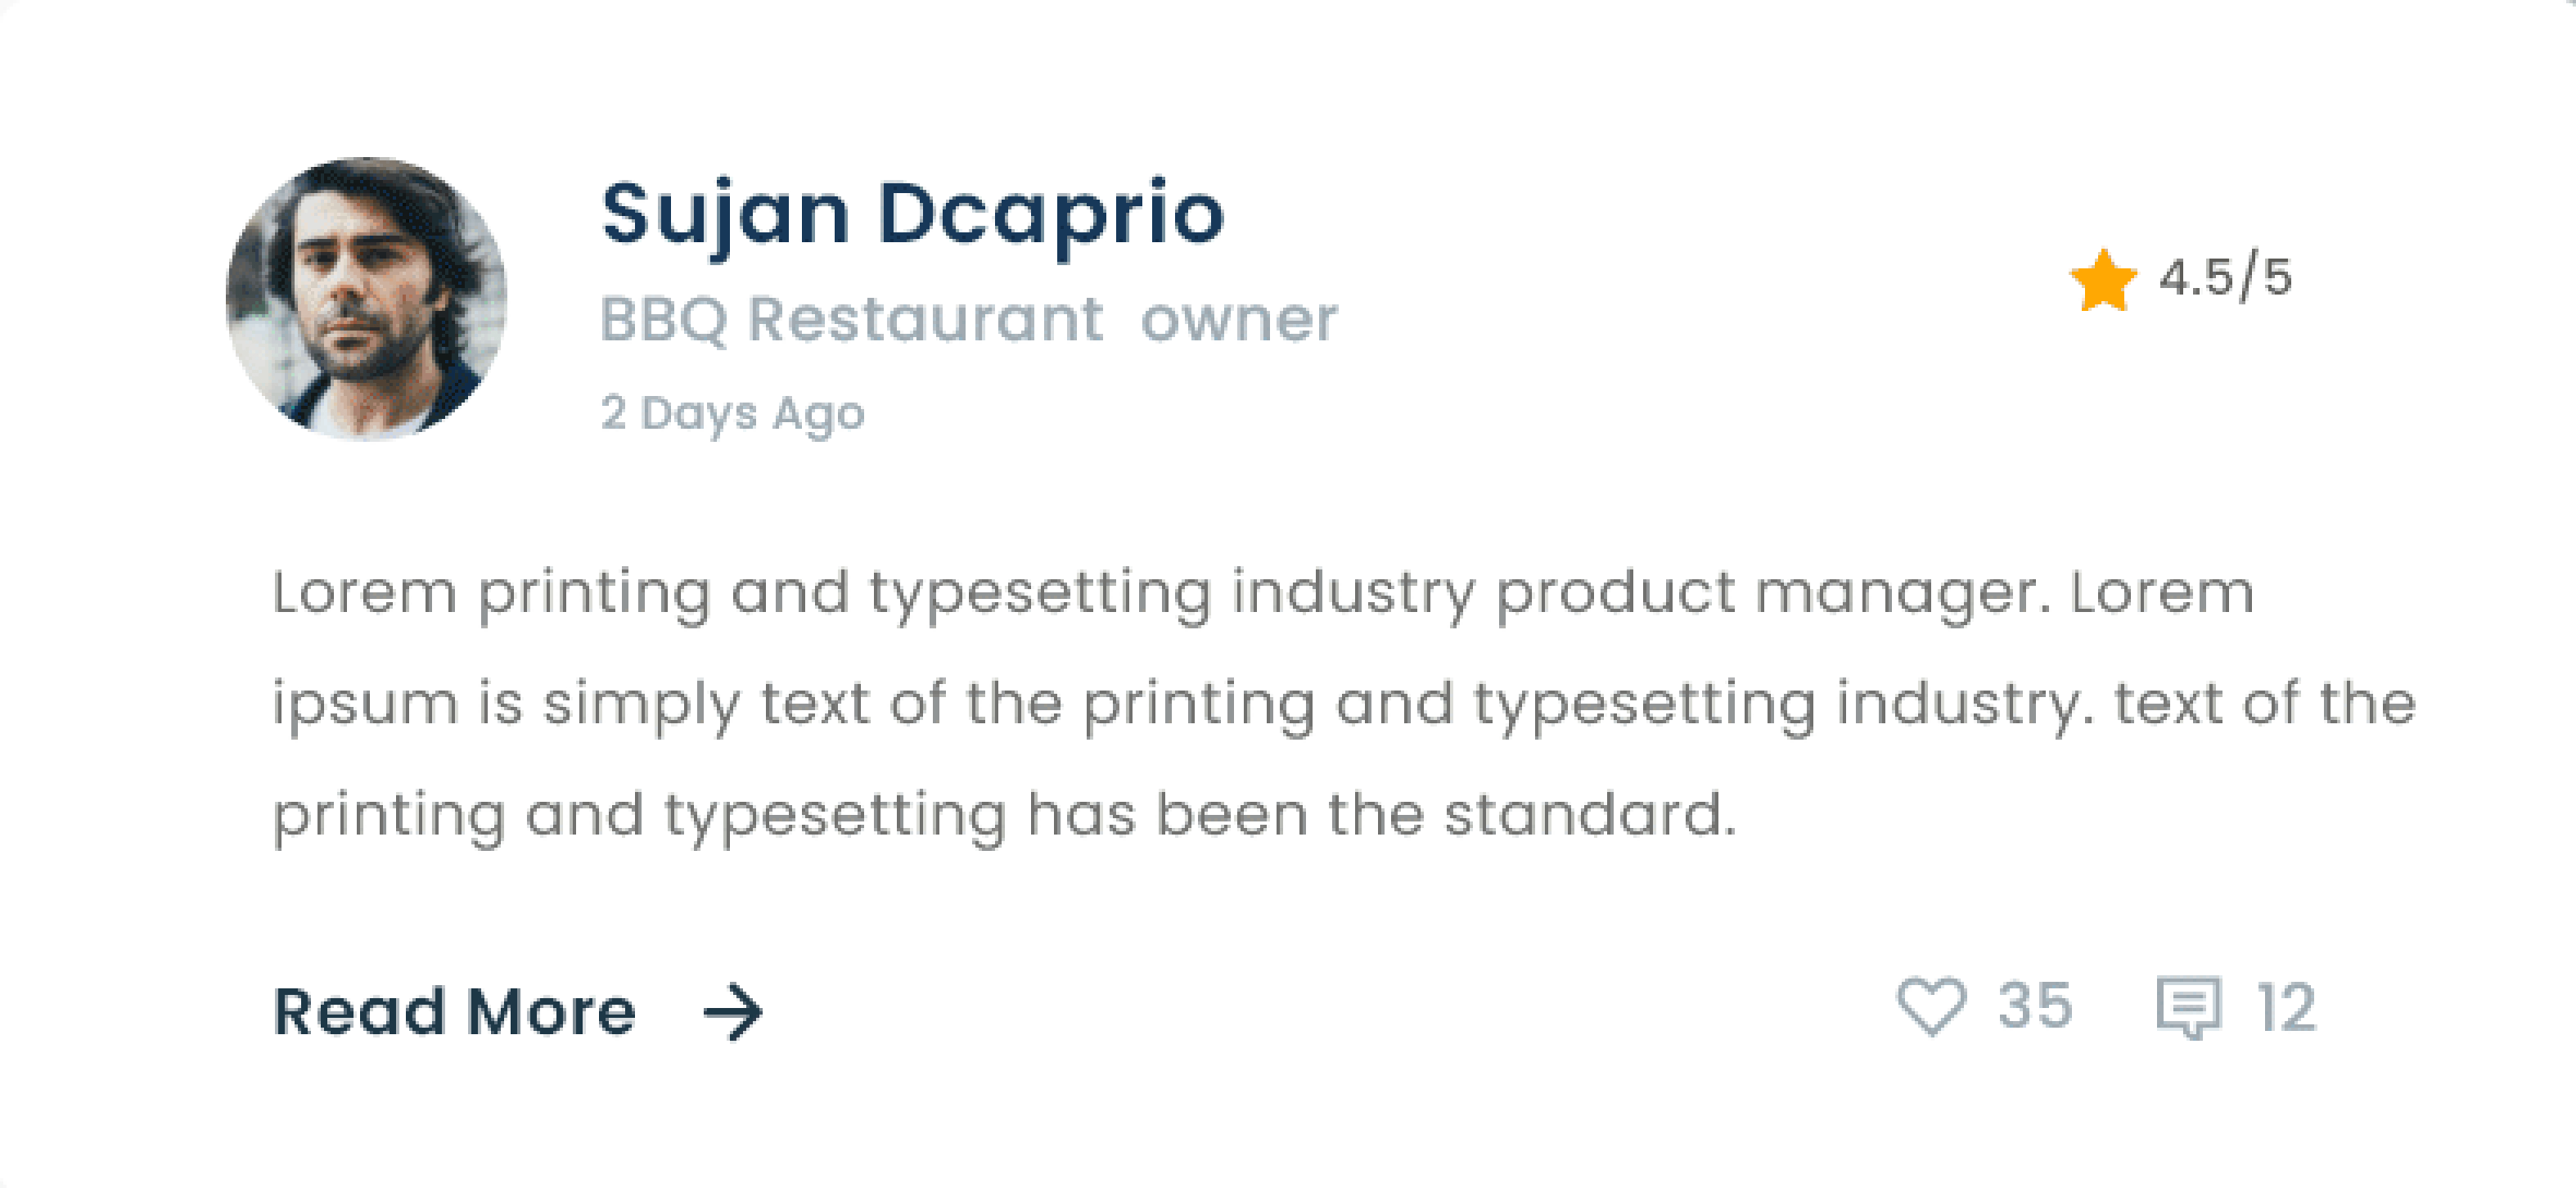 Sujan Dcaprio
BBQ Restaurant owner
4.5/5
2 Days Ago
Lorem printing and typesetting industry product manager. Lorem
ipsum is simply text of the printing and typesetting industry. text of the
printing and typesetting has been the standard.
Read More
35
12